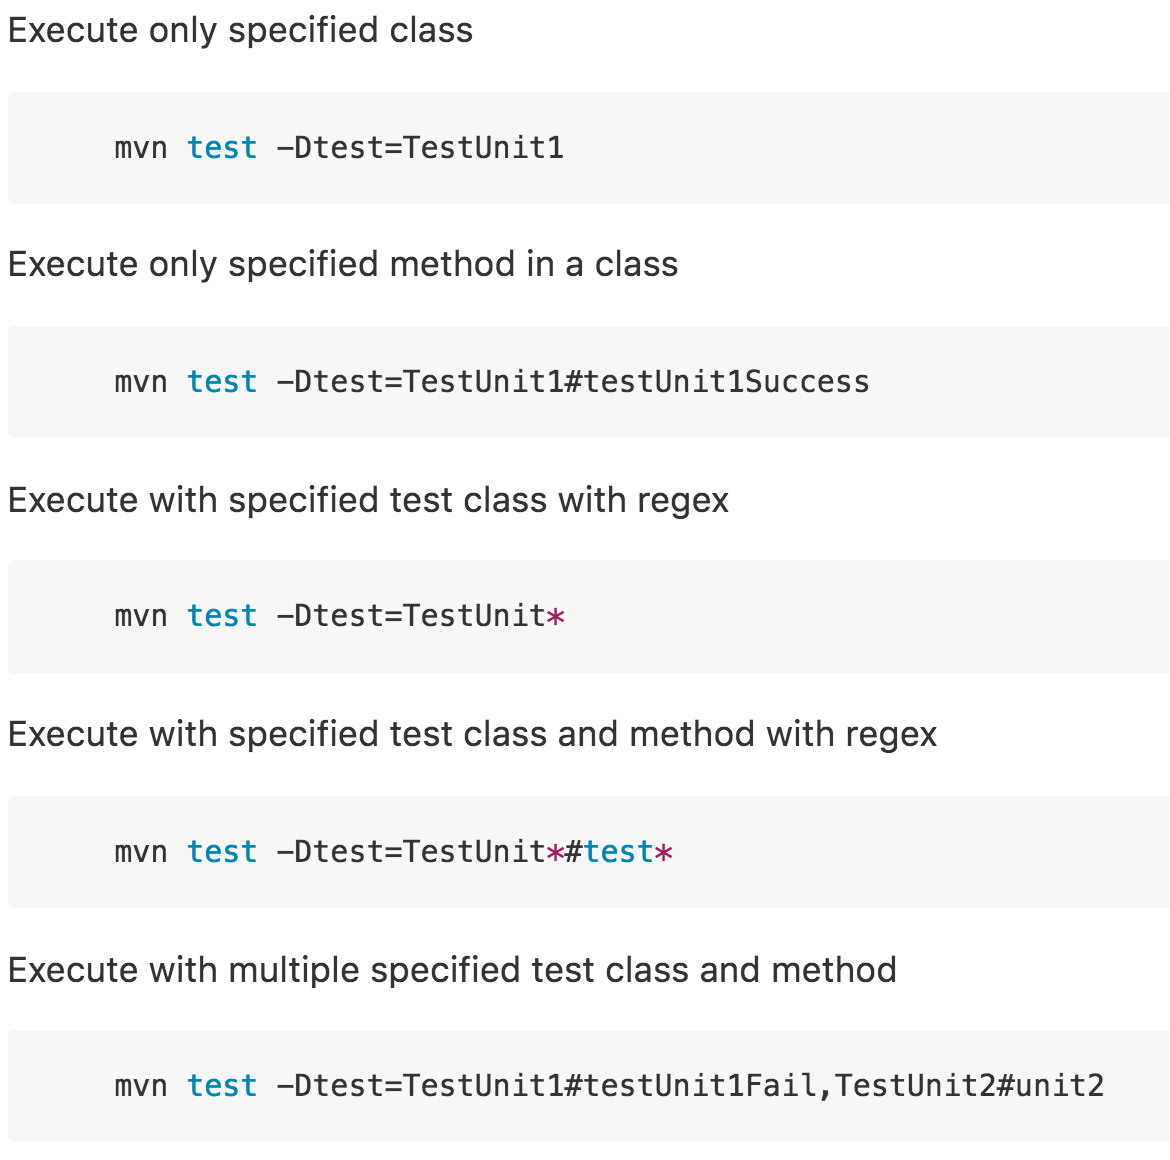 Execute only specified class
mvn test -Dtest=TestUnit1
Execute only specified method in a class
mvn test -Dtest=TestUnit1#testUnit1Success
Execute with specified test class with regex
mvn test -Dtest=TestUnit*
Execute with specified test class and method with regex
mvn test -Dtest=TestUnit*#test*
Execute with multiple specified test class and method
mvn test -Dtest=TestUnit1#testUnit1Fail,TestUnit2#unit2